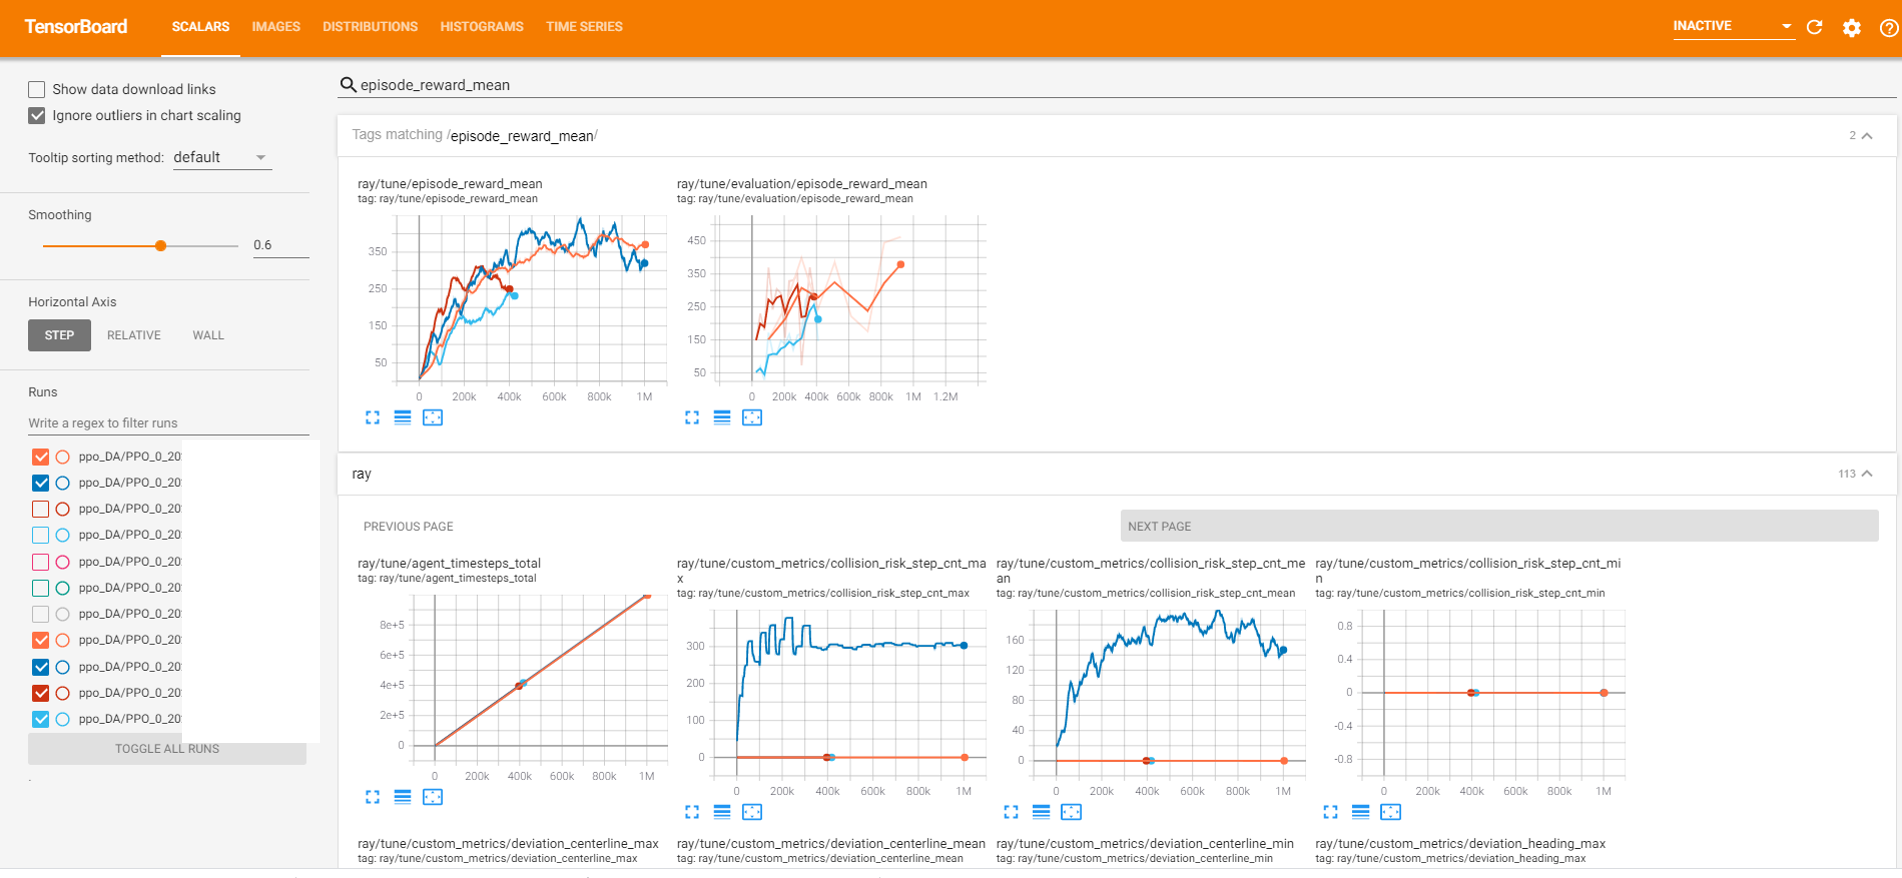 TensorBoard
SCALARS IMAGES DISTRIBUTIONS HISTOGRAMS TIME SERIES
INACTIVE
Show data download links
Ignore outliers in chart scaling
Tooltip sorting method: default
Smoothing
0.6
Horizontal Axis
STEP RELATIVE WALL
Runs
Write a regex to filter runs
ppo_DA/PPO_0_20
ppo_DA/PPO_0_20
ppo_DA/PPO_0_20
ppo_DA/PPO_0_20
ppo_DA/PPO_0_20
ppo_DA/PPO_0_20
ppo_DA/PPO_0_20
ppo_DA/PPO_0_20
ppo_DA/PPO_0_20
ppo_DA/PPO_0_20
ppo_DA/PPO_0_20
TOGGLE ALL RUNS
episode_reward_mean
Tags matching /episode_reward_mean/
2
ray/tune/episode_reward_mean
tag: ray/tune/episode_reward_mean
350
250
150
50
0 200k 400k 600k 800k 1M
ray/tune/evaluation/episode_reward_mean
tag: ray/tune/evaluation/episode_reward_mean
450
350
250
150
50
0 200k 400k 600k 800k 1M 1.2M
ray
113
PREVIOUS PAGE
NEXT PAGE
ray/tune/agent_timesteps_total
tag: ray/tune/agent_timesteps_total
8e+5
6e+5
4e+5
2e+5
0
0 200k 400k 600k 800k 1M
ray/tune/custom_metrics/collision_risk_step_cnt_ma
x
tag: ray/tune/custom_metrics/collision_risk_step_cnt_max
300
200
100
0
0 200k 400k 600k 800k 1M
ray/tune/custom_metrics/collision_risk_step_cnt_me
an
tag: ray/tune/custom_metrics/collision_risk_step_cnt_mean
160
120
80
40
0
0 200k 400k 600k 800k 1M
ray/tune/custom_metrics/collision_risk_step_cnt_mi
n
tag: ray/tune/custom_metrics/collision_risk_step_cnt_min
0.8
0.4
0
-0.4
-0.8
0 200k 400k 600k 800k 1M
ray/tune/custom_metrics/deviation_centerline_max
tag: ray/tune/custom_metrics/deviation_centerline_max
ray/tune/custom_metrics/deviation_centerline_mean
tag: ray/tune/custom_metrics/deviation_centerline_mean
ray/tune/custom_metrics/deviation_centerline_min
tag: ray/tune/custom_metrics/deviation_centerline_min
ray/tune/custom_metrics/deviation_heading_max
tag: ray/tune/custom_metrics/deviation_heading_max